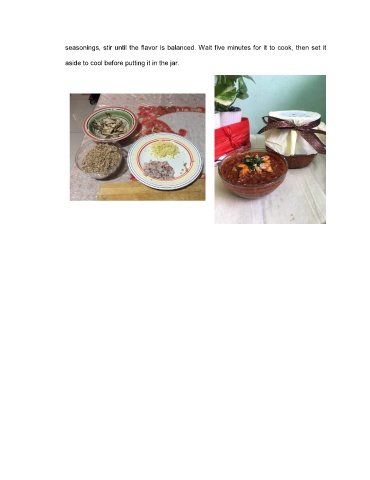 seasonings, stir until the flavor is balanced. Wait five minutes for it to cook, then set it
aside to cool before putting it in the jar.